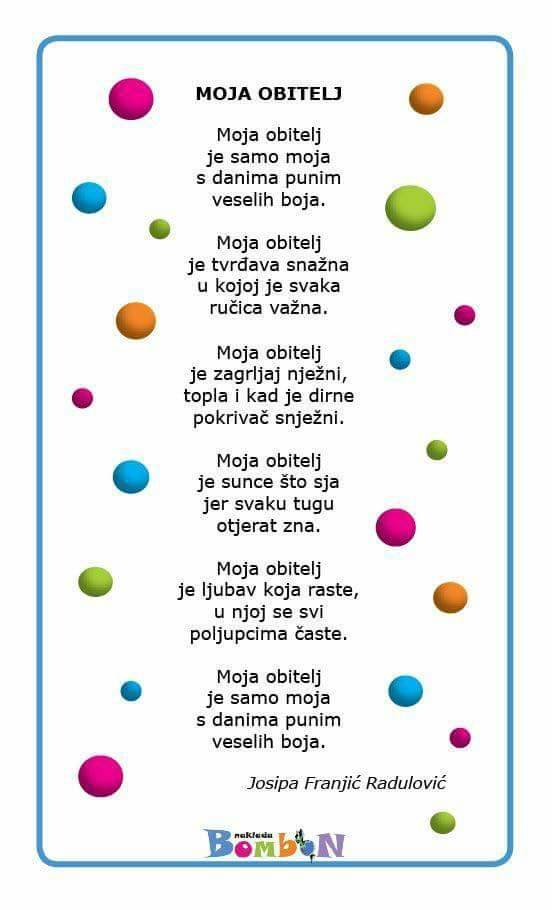 MOJA OBITELJ
Moja obitelj
je samo moja
s danima punim
veselih boja.
Moja obitelj
je tvrđava snažna
u kojoj je svaka
ručica važna.
Moja obitelj
je zagrljaj nježni,
topla i kad je dirne
pokrivač snježni.
Moja obitelj
je sunce što sja
jer svaku tugu
otjerat zna.
Moja obitelj
je ljubav koja raste,
u njoj se svi
poljupcima časte.
Moja obitelj
je samo moja
s danima punim
veselih boja.
Josipa Franjić Radulović
naklada
BOMBON